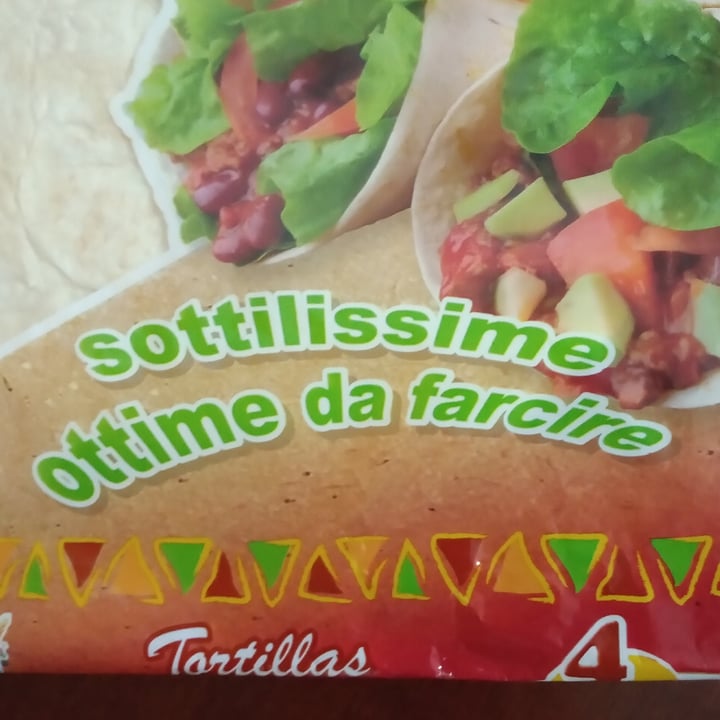 sottilissime
ottime da farcire
Tortillas
4